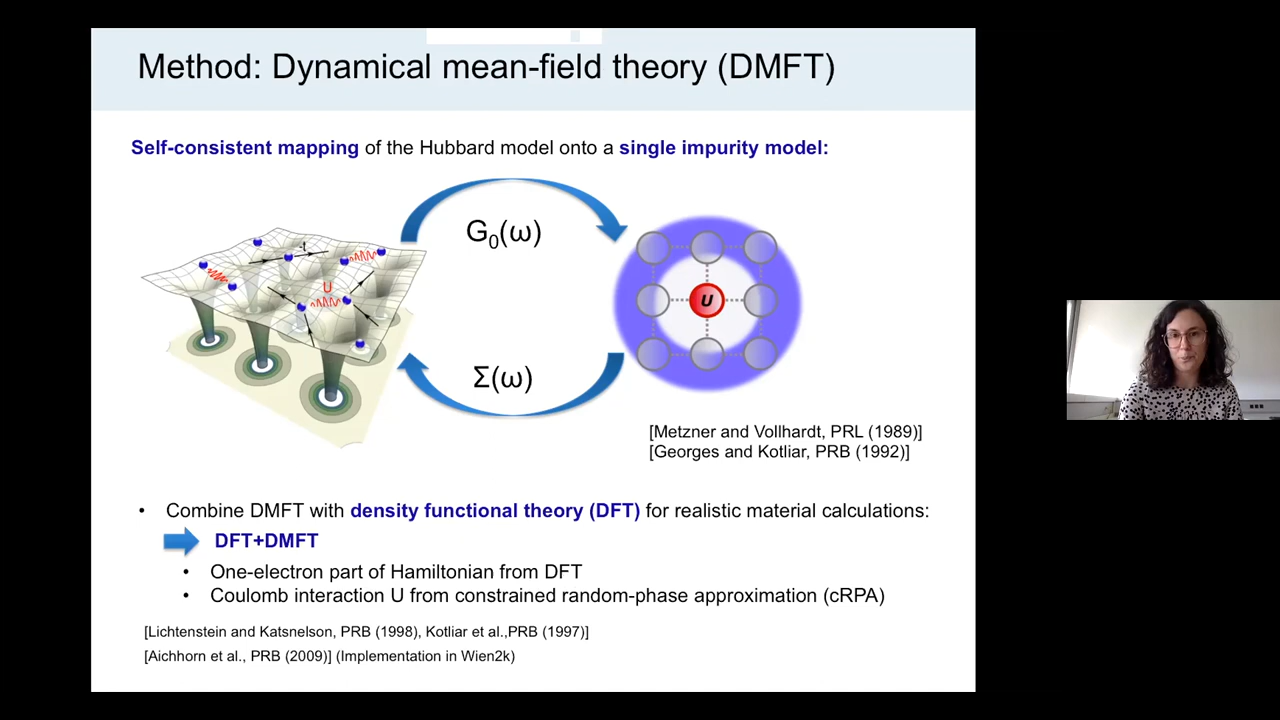 Method: Dynamical mean-field theory (DMFT)
Self-consistent mapping of the Hubbard model onto a single impurity model:
G₀(ω)
-t
U
U
Σ(ω)
[Metzner and Vollhardt, PRL (1989)]
[Georges and Kotliar, PRB (1992)]
• Combine DMFT with density functional theory (DFT) for realistic material calculations:
DFT+DMFT
• One-electron part of Hamiltonian from DFT
• Coulomb interaction U from constrained random-phase approximation (cRPA)
[Lichtenstein and Katsnelson, PRB (1998), Kotliar et al.,PRB (1997)]
[Aichhorn et al., PRB (2009)] (Implementation in Wien2k)